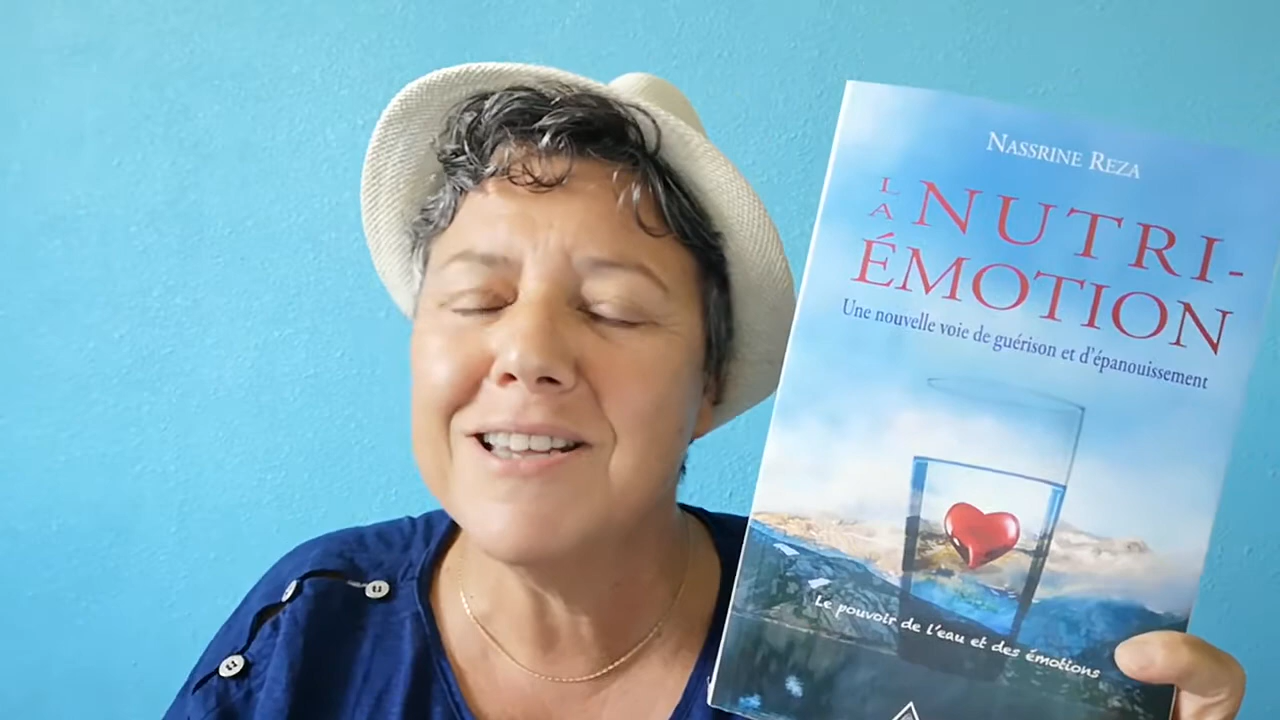 NASSRINE REZA
LA NUTRI-
ÉMOTION
Une nouvelle voie de guérison et d'épanouissement
Le pouvoir de l'eau et des émotions